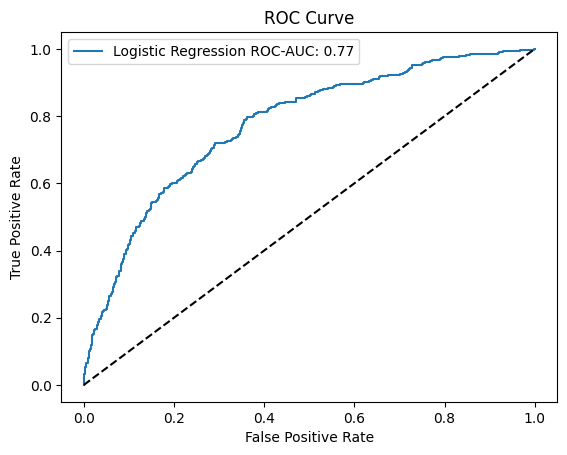 ROC Curve
Logistic Regression ROC-AUC: 0.77
True Positive Rate
1.0
0.8
0.6
0.4
0.2
0.0
0.0 0.2 0.4 0.6 0.8 1.0
False Positive Rate